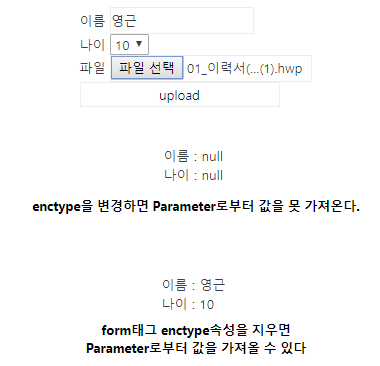 이름 영근
나이 10
파일 파일 선택 01_이력서(...(1).hwp
upload
이름 : null
나이 : null
enctype을 변경하면 Parameter로부터 값을 못 가져온다.
이름 : 영근
나이 : 10
form태그 enctype속성을 지우면
Parameter로부터 값을 가져올 수 있다